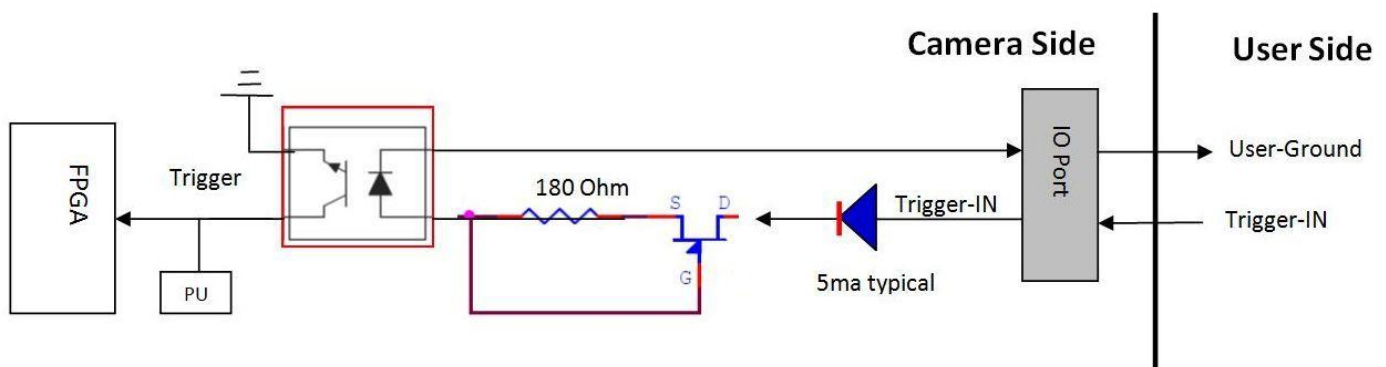 Camera Side
User Side
FPGA
Trigger
PU
180 Ohm
S
D
G
Trigger-IN
5ma typical
IO Port
User-Ground
Trigger-IN